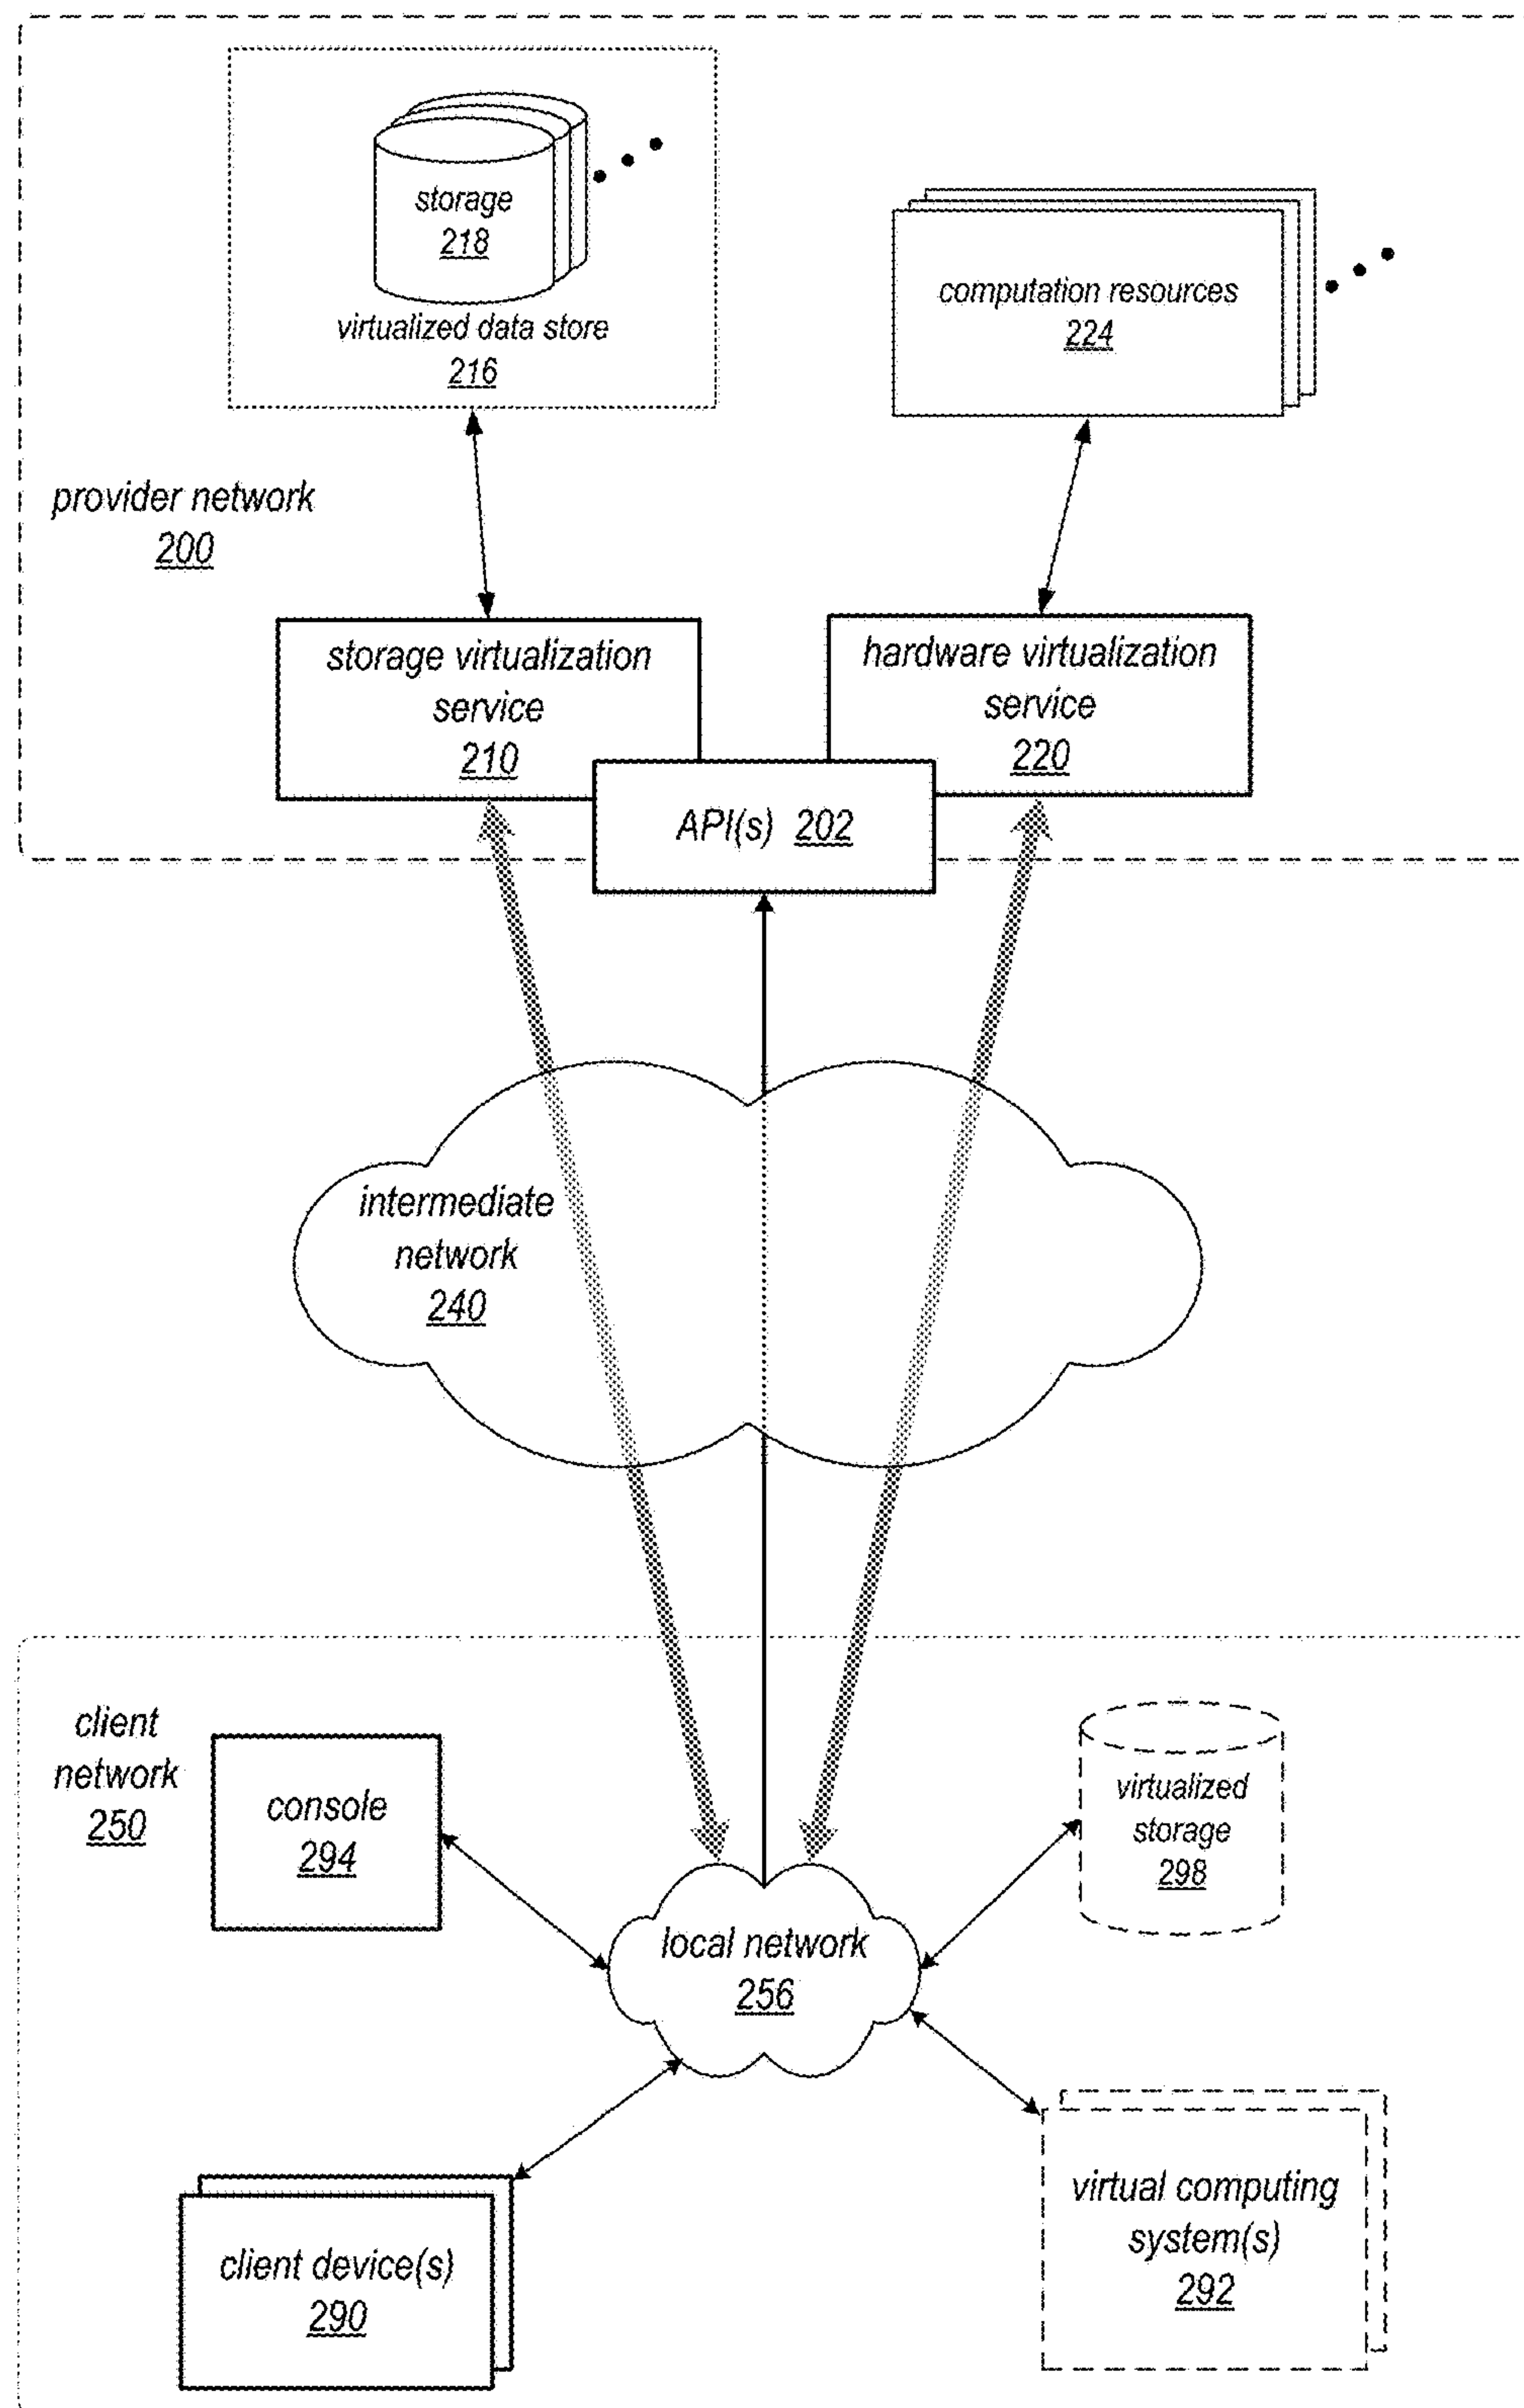 storage
218
virtualized data store
216
computation resources
224
provider network
200
storage virtualization
service
210
hardware virtualization
service
220
API(s) 202
intermediate
network
240
client
network
250
console
294
virtualized
storage
298
local network
256
client device(s)
290
virtual computing
system(s)
292